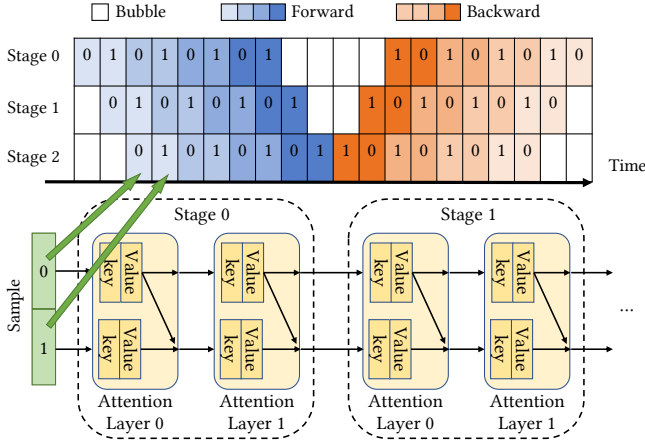 Bubble Forward Backward
Stage 0 0 1 0 1 0 1 0 1 1 0 1 0 1 0 1 0
Stage 1 0 1 0 1 0 1 0 1 1 0 1 0 1 0 1 0
Stage 2 0 1 0 1 0 1 0 1 1 0 1 0 1 0 1 0
Time
Stage 0 Stage 1
Sample
0
key Value key Value key Value key Value
...
1
key Value key Value key Value key Value
Attention Attention Attention Attention
Layer 0 Layer 1 Layer 0 Layer 1